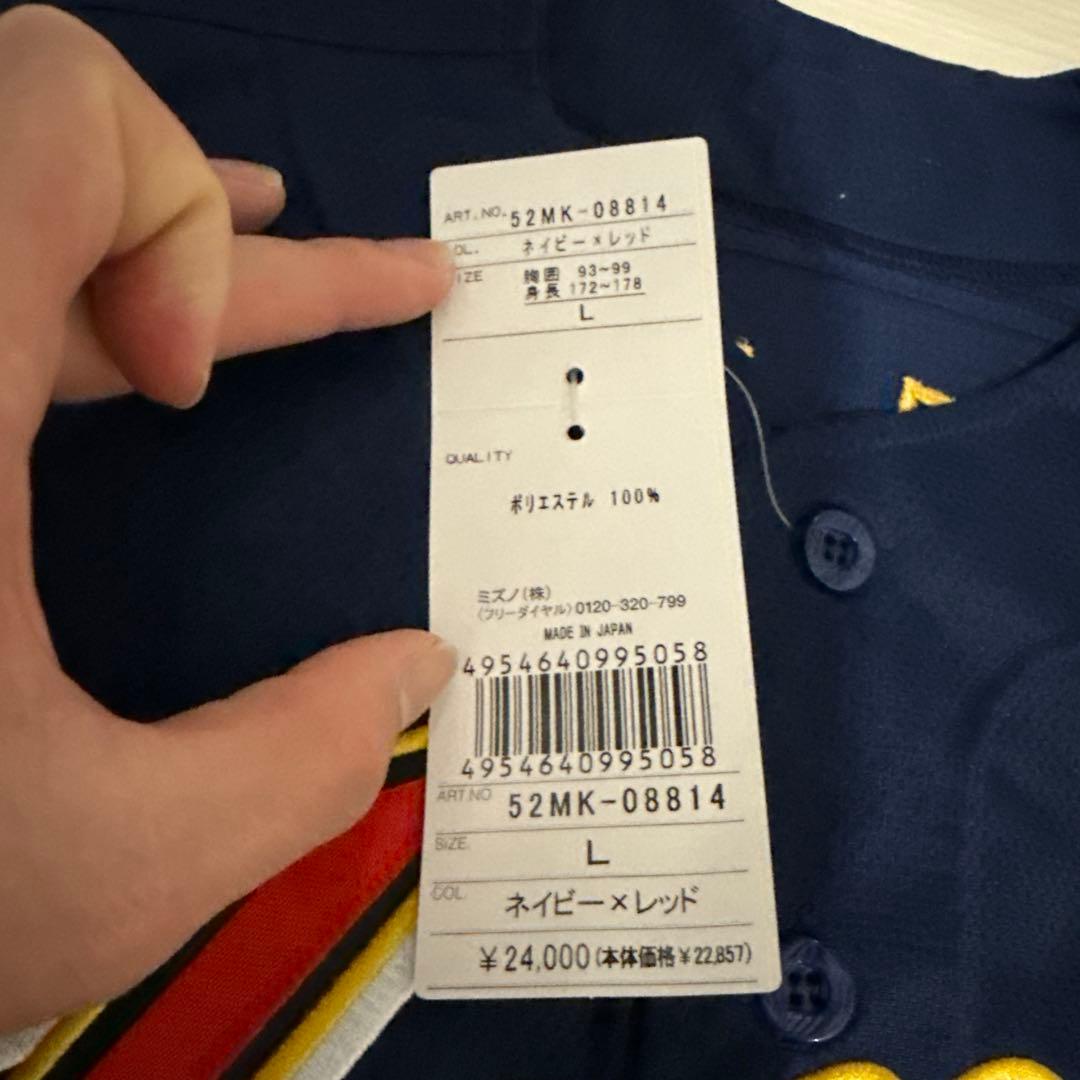 ART.NO. 52MK-08814
OL. ネイビー×レッド
IZE 胸囲 93~99
身長 172~178
L
QUALITY
ポリエステル 100%
ミズノ(株)
(フリーダイヤル)0120-320-799
MADE IN JAPAN
4954640995058
4954640995058
ART.NO 52MK-08814
SIZE. L
COL. ネイビー×レッド
¥24,000(本体価格¥22,857)